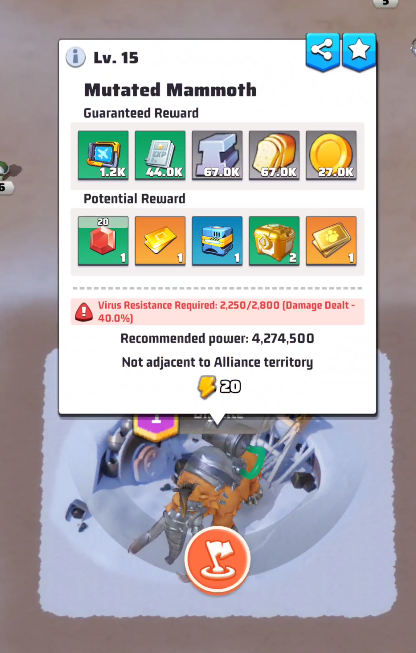 5
Lv. 15
Mutated Mammoth
Guaranteed Reward
EXP
1.2K 44.0K 67.0K 67.0K 27.0K
Potential Reward
20
1 1 1 2 1
Virus Resistance Required: 2,250/2,800 (Damage Dealt -
40.0%)
Recommended power: 4,274,500
Not adjacent to Alliance territory
20
6
1